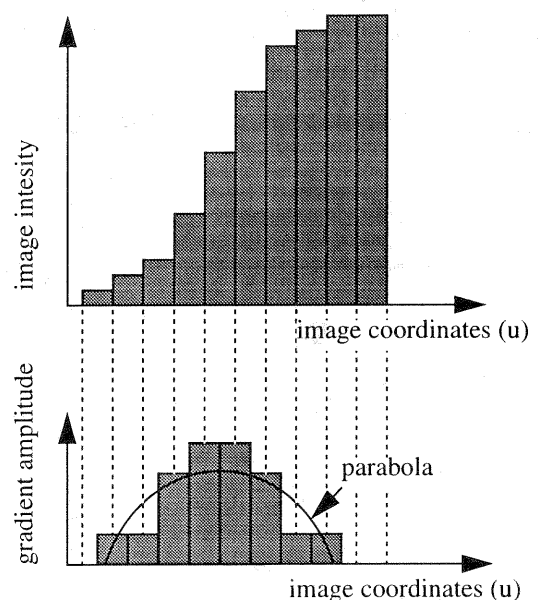 image intesity
image coordinates (u)
gradient amplitude
parabola
image coordinates (u)